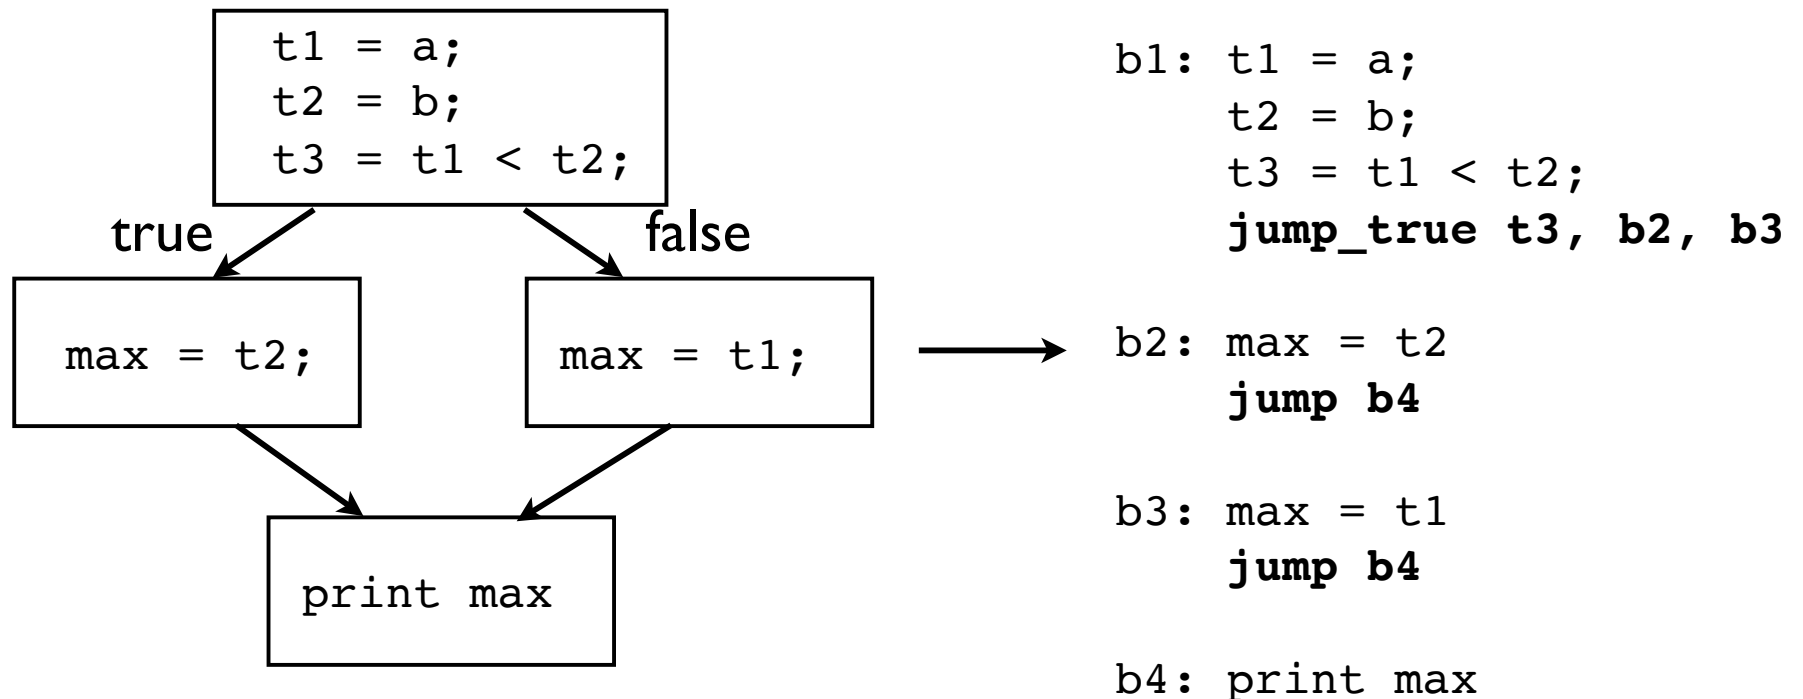 t1 = a;
t2 = b;
t3 = t1 < t2;
true
false
max = t2;
max = t1;
print max
b1: t1 = a;
t2 = b;
t3 = t1 < t2;
jump_true t3, b2, b3
b2: max = t2
jump b4
b3: max = t1
jump b4
b4: print max